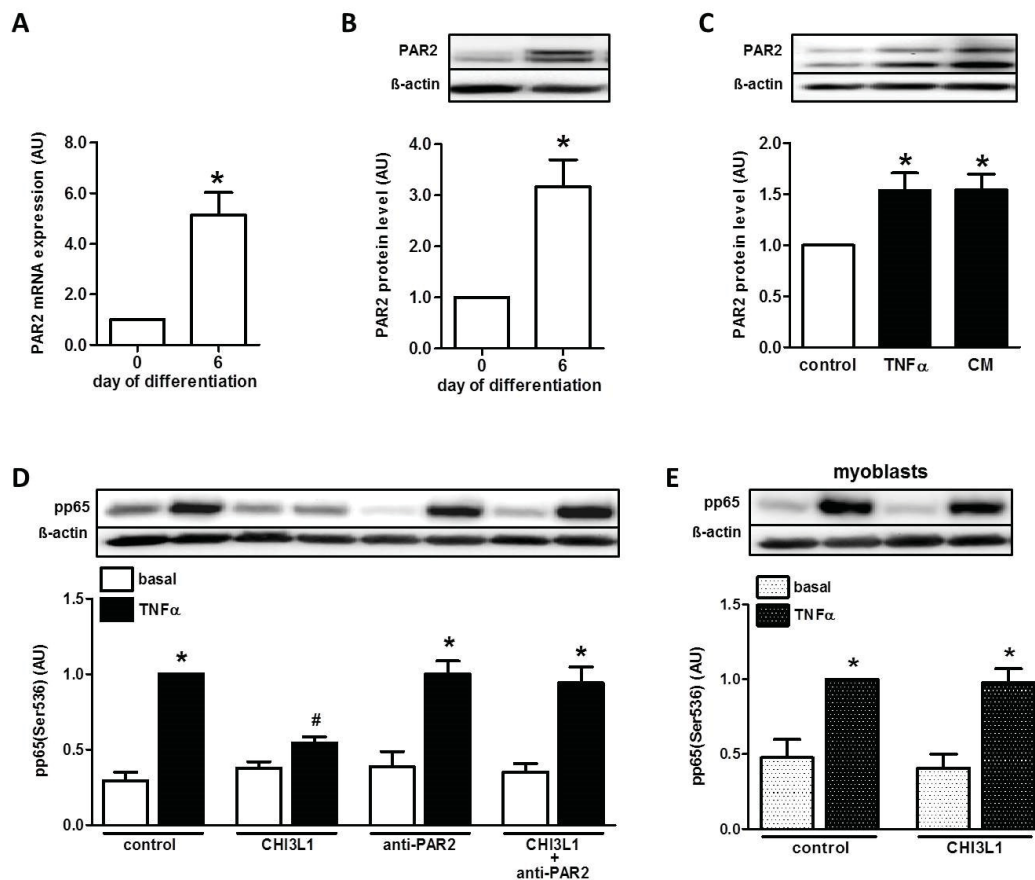 A
PAR2 mRNA expression (AU)
8.0
6.0
4.0
2.0
0.0
*
0
6
day of differentiation
B
PAR2
ß-actin
PAR2 protein level (AU)
4.0
3.0
2.0
1.0
0.0
*
0
6
day of differentiation
C
PAR2
ß-actin
PAR2 protein level (AU)
2.0
1.5
1.0
0.5
0.0
*
*
control
TNFα
CM
D
pp65
ß-actin
basal
TNFα
pp65(Ser536) (AU)
1.5
1.0
0.5
0.0
*
#
*
*
control
CHI3L1
anti-PAR2
CHI3L1
+
anti-PAR2
E
myoblasts
pp65
ß-actin
basal
TNFα
pp65(Ser536) (AU)
1.5
1.0
0.5
0.0
*
*
control
CHI3L1